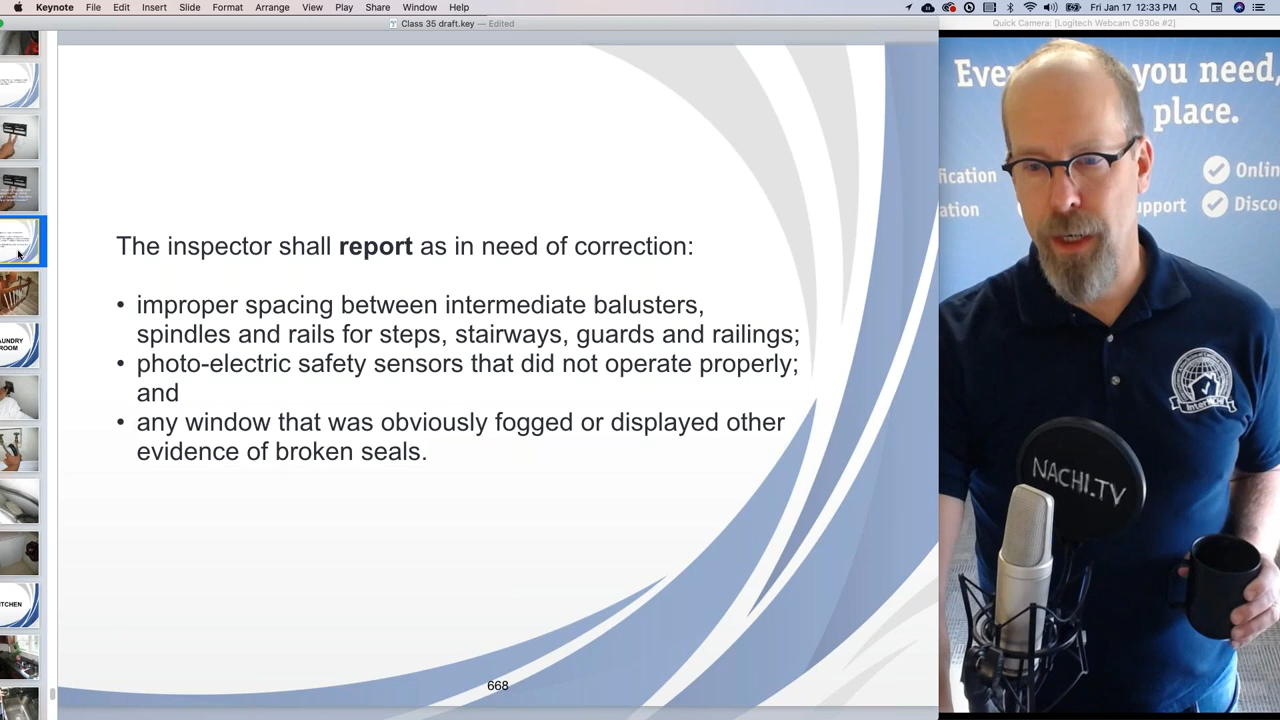 Keynote File Edit Insert Slide Format Arrange View Play Share Window Help Fri Jan 17 12:33 PM
Class 35 draft.key — Edited
Quick Camera: [Logitech Webcam C930e #2]
The inspector shall report as in need of correction:
• improper spacing between intermediate balusters,
spindles and rails for steps, stairways, guards and railings;
• photo-electric safety sensors that did not operate properly;
and
• any window that was obviously fogged or displayed other
evidence of broken seals.
668
you need,
place.
fication
Onlin
ation
upport
Disco
NACHI.TV
InterNACHI
AUNDRY
ROOM
ITCHEN